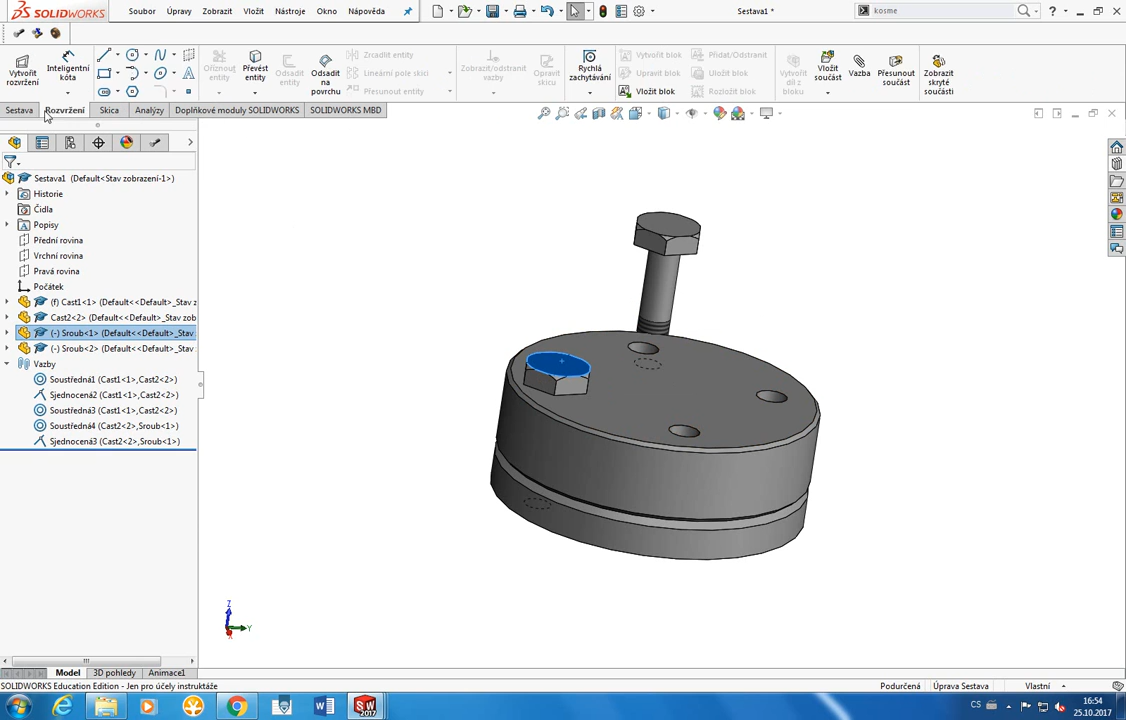 SOLIDWORKS Soubor Úpravy Zobrazit Vložit Nástroje Okno Nápověda Sestava1 * kosme
Vytvořit rozvržení
Inteligentní kóta
Oříznout entity
Převést entity
Odsadit entity
Odsadit na povrchu
Zrcadlit entity
Lineární pole skici
Přesunout entity
Zobrazit/odstranit vazby
Opravit skici
Rychlá zachytávání
Vytvořit blok
Upravit blok
Vložit blok
Přidat/Odstranit
Uložit blok
Rozložit blok
Vytvořit díl z bloku
Vložit součást
Vazba
Přesunout součást
Zobrazit skryté součásti
Sestava Rozvržení Skica Analýzy Doplňkové moduly SOLIDWORKS SOLIDWORKS MBD
Sestava1 (Default<Stav zobrazení-1>)
Historie
Čidla
Popisy
Přední rovina
Vrchní rovina
Pravá rovina
Počátek
(f) Cast1<1> (Default<<Default>_Stav z
Cast2<2> (Default<<Default>_Stav zob
(-) Sroub<1> (Default<<Default>_Stav
(-) Sroub<2> (Default<<Default>_Stav
Vazby
Soustředná1 (Cast1<1>,Cast2<2>)
Sjednocená2 (Cast1<1>,Cast2<2>)
Soustředná3 (Cast1<1>,Cast2<2>)
Soustředná4 (Cast2<2>,Sroub<1>)
Sjednocená3 (Cast2<2>,Sroub<1>)
Z
Y
X
Model 3D pohledy Animace1
SOLIDWORKS Education Edition - Jen pro účely instruktáže Podurčená Úprava Sestava Vlastní
CS 16:54
25.10.2017